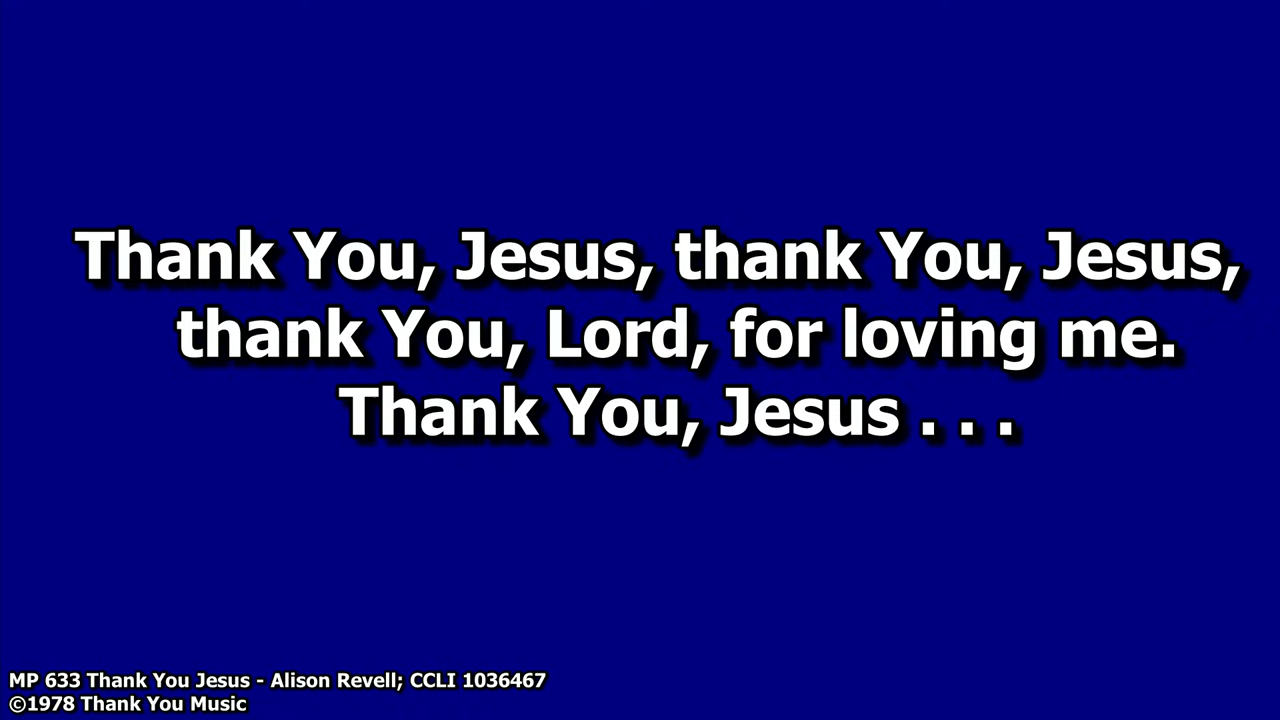 Thank You, Jesus, thank You, Jesus,
thank You, Lord, for loving me.
Thank You, Jesus . . .
MP 633 Thank You Jesus - Alison Revell; CCLI 1036467
©1978 Thank You Music